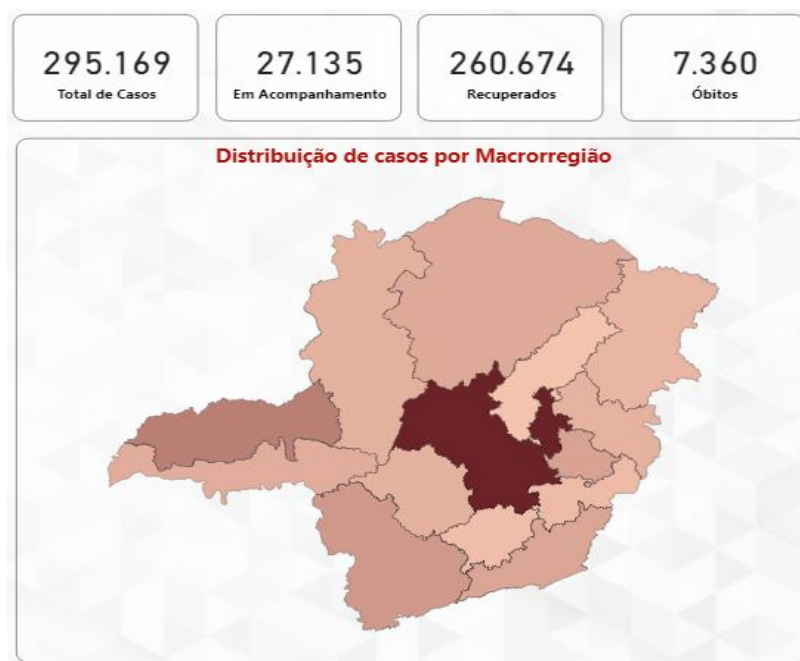 295.169
Total de Casos
27.135
Em Acompanhamento
260.674
Recuperados
7.360
Óbitos
Distribuição de casos por Macrorregião